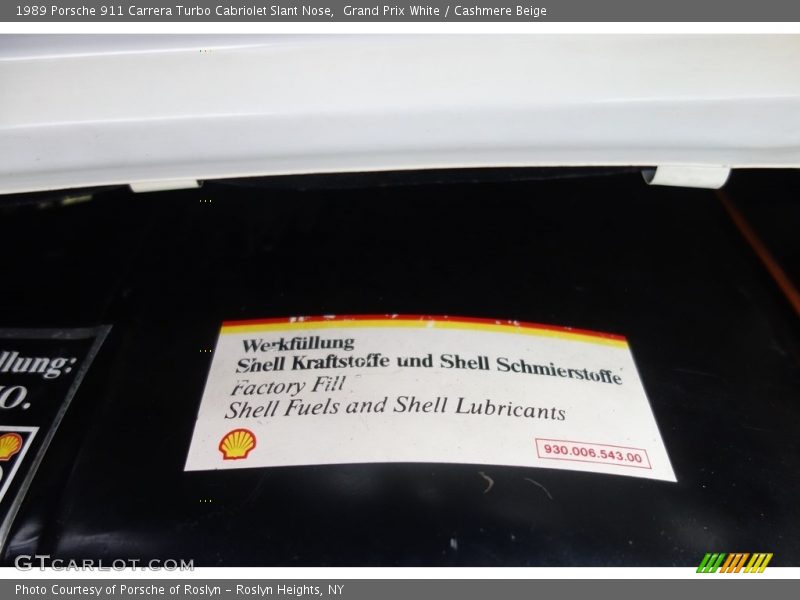 1989 Porsche 911 Carrera Turbo Cabriolet Slant Nose, Grand Prix White / Cashmere Beige
Werkfüllung
Shell Kraftstoffe und Shell Schmierstoffe
Factory Fill
Shell Fuels and Shell Lubricants
930.006.543.00
llung:
O.
GTcarlot.com
Photo Courtesy of Porsche of Roslyn – Roslyn Heights, NY